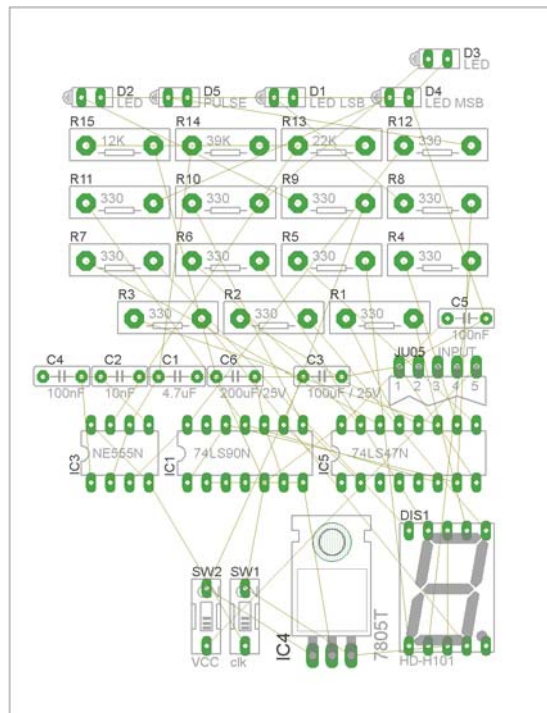 D3
LED
D2
LED
D5
PULSE
D1
LED LSB
D4
LED MSB
R15
12K
R14
39K
R13
22K
R12
330
R11
330
R10
330
R9
330
R8
330
R7
330
R6
330
R5
330
R4
330
R3
330
R2
330
R1
330
C5
100nF
C4
100nF
C2
10nF
C1
4.7uF
C6
200uF/25V
C3
100uF / 25V
JU05
INPUT
1 2 3 4 5
IC3
NE555N
IC1
74LS90N
IC5
74LS47N
SW2
VCC
SW1
clk
IC4
7805T
DIS1
HD-H101